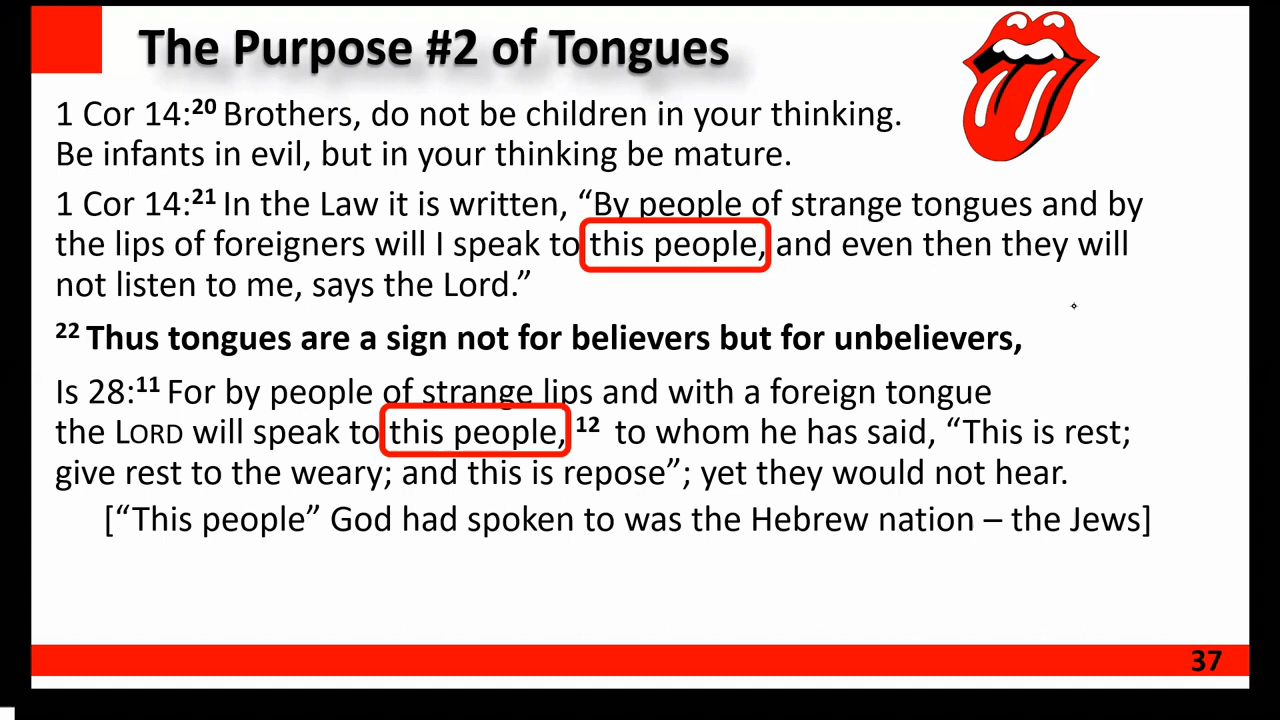 The Purpose #2 of Tongues
1 Cor 14:20 Brothers, do not be children in your thinking.
Be infants in evil, but in your thinking be mature.
1 Cor 14:21 In the Law it is written, “By people of strange tongues and by
the lips of foreigners will I speak to this people, and even then they will
not listen to me, says the Lord.”
22 Thus tongues are a sign not for believers but for unbelievers,
Is 28:11 For by people of strange lips and with a foreign tongue
the LORD will speak to this people, 12 to whom he has said, “This is rest;
give rest to the weary; and this is repose”; yet they would not hear.
[“This people” God had spoken to was the Hebrew nation – the Jews]
37